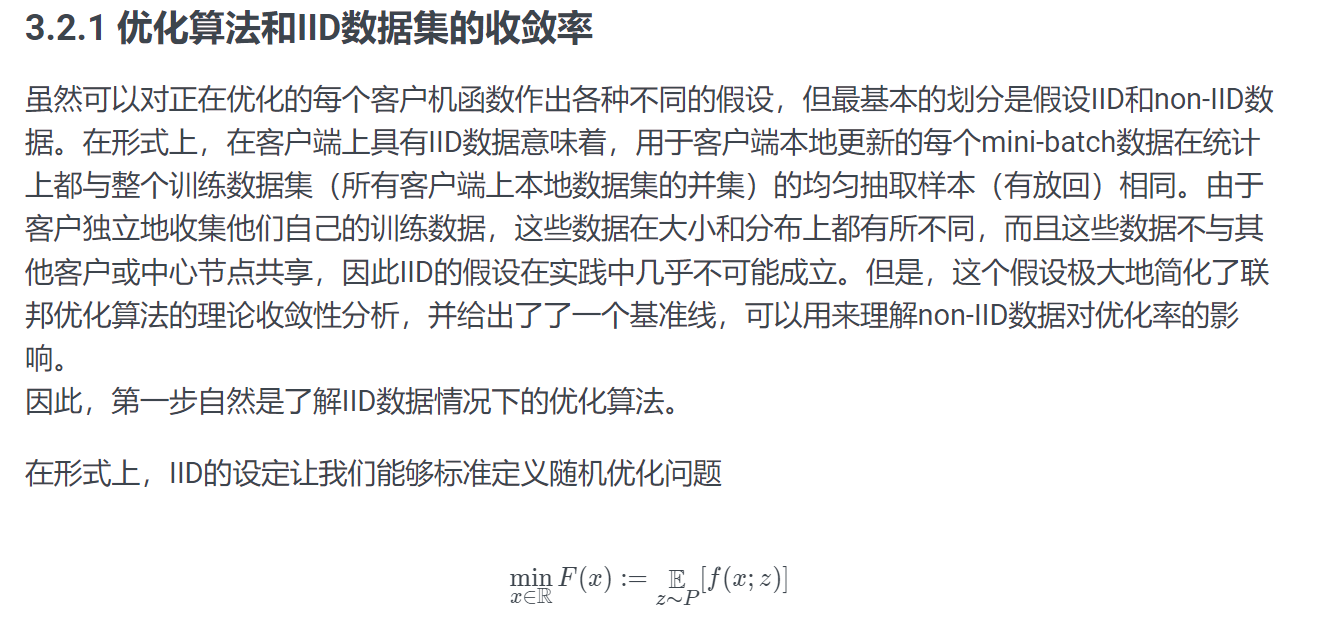 3.2.1 优化算法和IID数据集的收敛率
虽然可以对正在优化的每个客户机函数作出各种不同的假设，但最基本的划分是假设IID和non-IID数
据。在形式上，在客户端上具有IID数据意味着，用于客户端本地更新的每个mini-batch数据在统计
上都与整个训练数据集（所有客户端上本地数据集的并集）的均匀抽取样本（有放回）相同。由于
客户独立地收集他们自己的训练数据，这些数据在大小和分布上都有所不同，而且这些数据不与其
他客户或中心节点共享，因此IID的假设在实践中几乎不可能成立。但是，这个假设极大地简化了联
邦优化算法的理论收敛性分析，并给出了了一个基准线，可以用来理解non-IID数据对优化率的影
响。
因此，第一步自然是了解IID数据情况下的优化算法。
在形式上，IID的设定让我们能够标准定义随机优化问题
min F(x) := 𝔼 [f(x; z)]
x∈ℝ z∼P